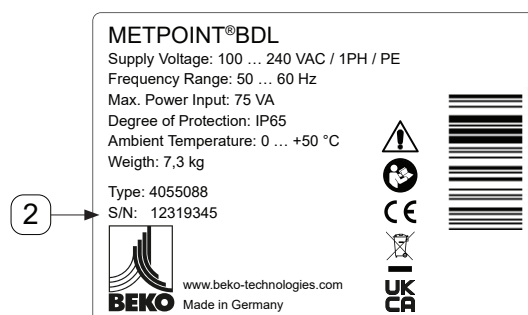 METPOINT®BDL
Supply Voltage: 100 … 240 VAC / 1PH / PE
Frequency Range: 50 … 60 Hz
Max. Power Input: 75 VA
Degree of Protection: IP65
Ambient Temperature: 0 … +50 °C
Weigth: 7,3 kg
Type: 4055088
2
S/N: 12319345
CE
www.beko-technologies.com
BEKO Made in Germany
UK
CA